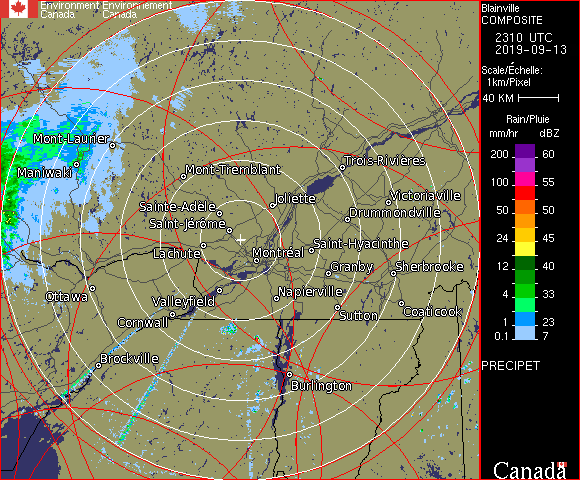 Environment Environnement
Canada Canada
Blainville
COMPOSITE
2310 UTC
2019-09-13
Scale/Échelle:
1km/Pixel
40 KM
Rain/Pluie
mm/hr dBZ
200 60
100 55
50 50
24 45
12 40
4 33
1 23
0.1 7
PRECIPET
Canada
Mont-Laurier
Maniwaki
Mont-Tremblant
Trois-Rivières
Joliette
Victoriaville
Sainte-Adèle
Drummondville
Saint-Jérôme
Lachute
Montréal
Saint-Hyacinthe
Granby
Sherbrooke
Ottawa
Valleyfield
Napierville
Cornwall
Sutton
Coaticook
Brockville
Burlington